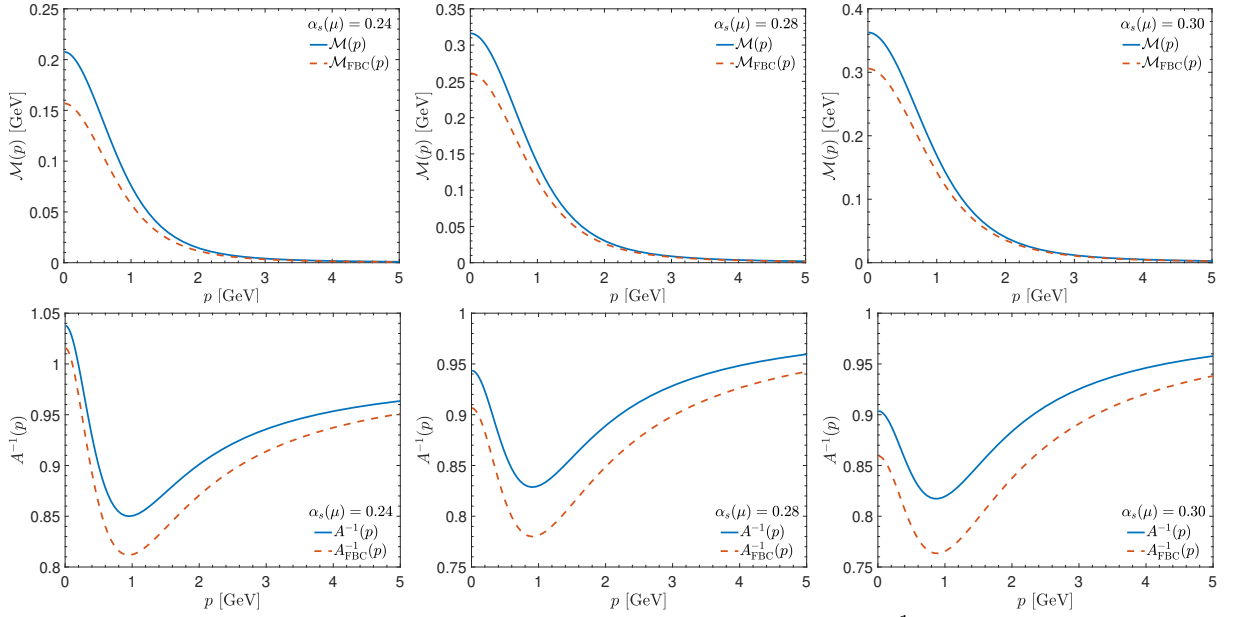 α_s(μ) = 0.24
M(p)
M_FBC(p)
0.25
0.2
0.15
0.1
0.05
0
M(p) [GeV]
0 1 2 3 4 5
p [GeV]
α_s(μ) = 0.28
M(p)
M_FBC(p)
0.35
0.3
0.25
0.2
0.15
0.1
0.05
0
M(p) [GeV]
0 1 2 3 4 5
p [GeV]
α_s(μ) = 0.30
M(p)
M_FBC(p)
0.4
0.3
0.2
0.1
0
M(p) [GeV]
0 1 2 3 4 5
p [GeV]
1.05
1
0.95
0.9
0.85
0.8
A⁻¹(p)
α_s(μ) = 0.24
A⁻¹(p)
A⁻¹_FBC(p)
0 1 2 3 4 5
p [GeV]
1
0.95
0.9
0.85
0.8
0.75
A⁻¹(p)
α_s(μ) = 0.28
A⁻¹(p)
A⁻¹_FBC(p)
0 1 2 3 4 5
p [GeV]
1
0.95
0.9
0.85
0.8
0.75
A⁻¹(p)
α_s(μ) = 0.30
A⁻¹(p)
A⁻¹_FBC(p)
0 1 2 3 4 5
p [GeV]